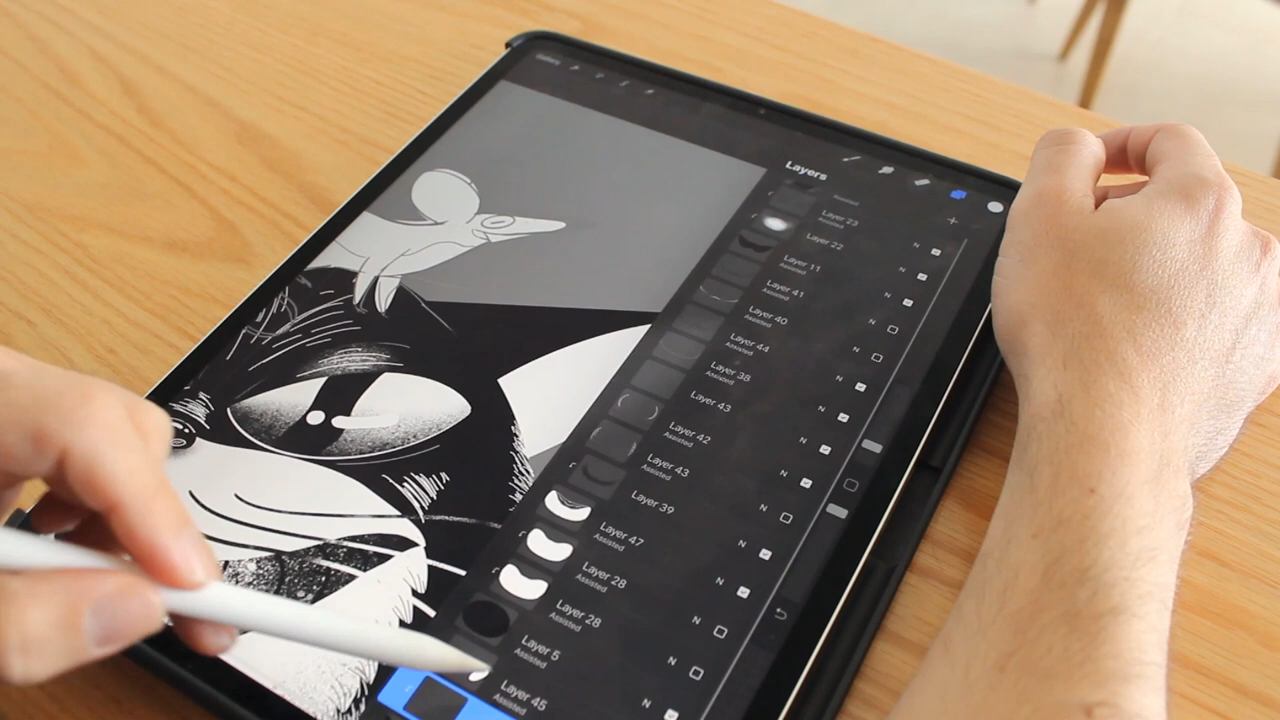 Gallery
Layers
Assisted
Layer 23
Assisted
N
Layer 22
N
Layer 11
Assisted
N
Layer 41
Assisted
N
Layer 40
Assisted
N
Layer 44
Assisted
N
Layer 38
Assisted
N
Layer 43
N
Layer 42
Assisted
N
Layer 43
Assisted
N
Layer 39
N
Layer 47
Assisted
N
Layer 28
Assisted
N
Layer 28
Assisted
N
Layer 5
Assisted
N
Layer 45
Assisted
N